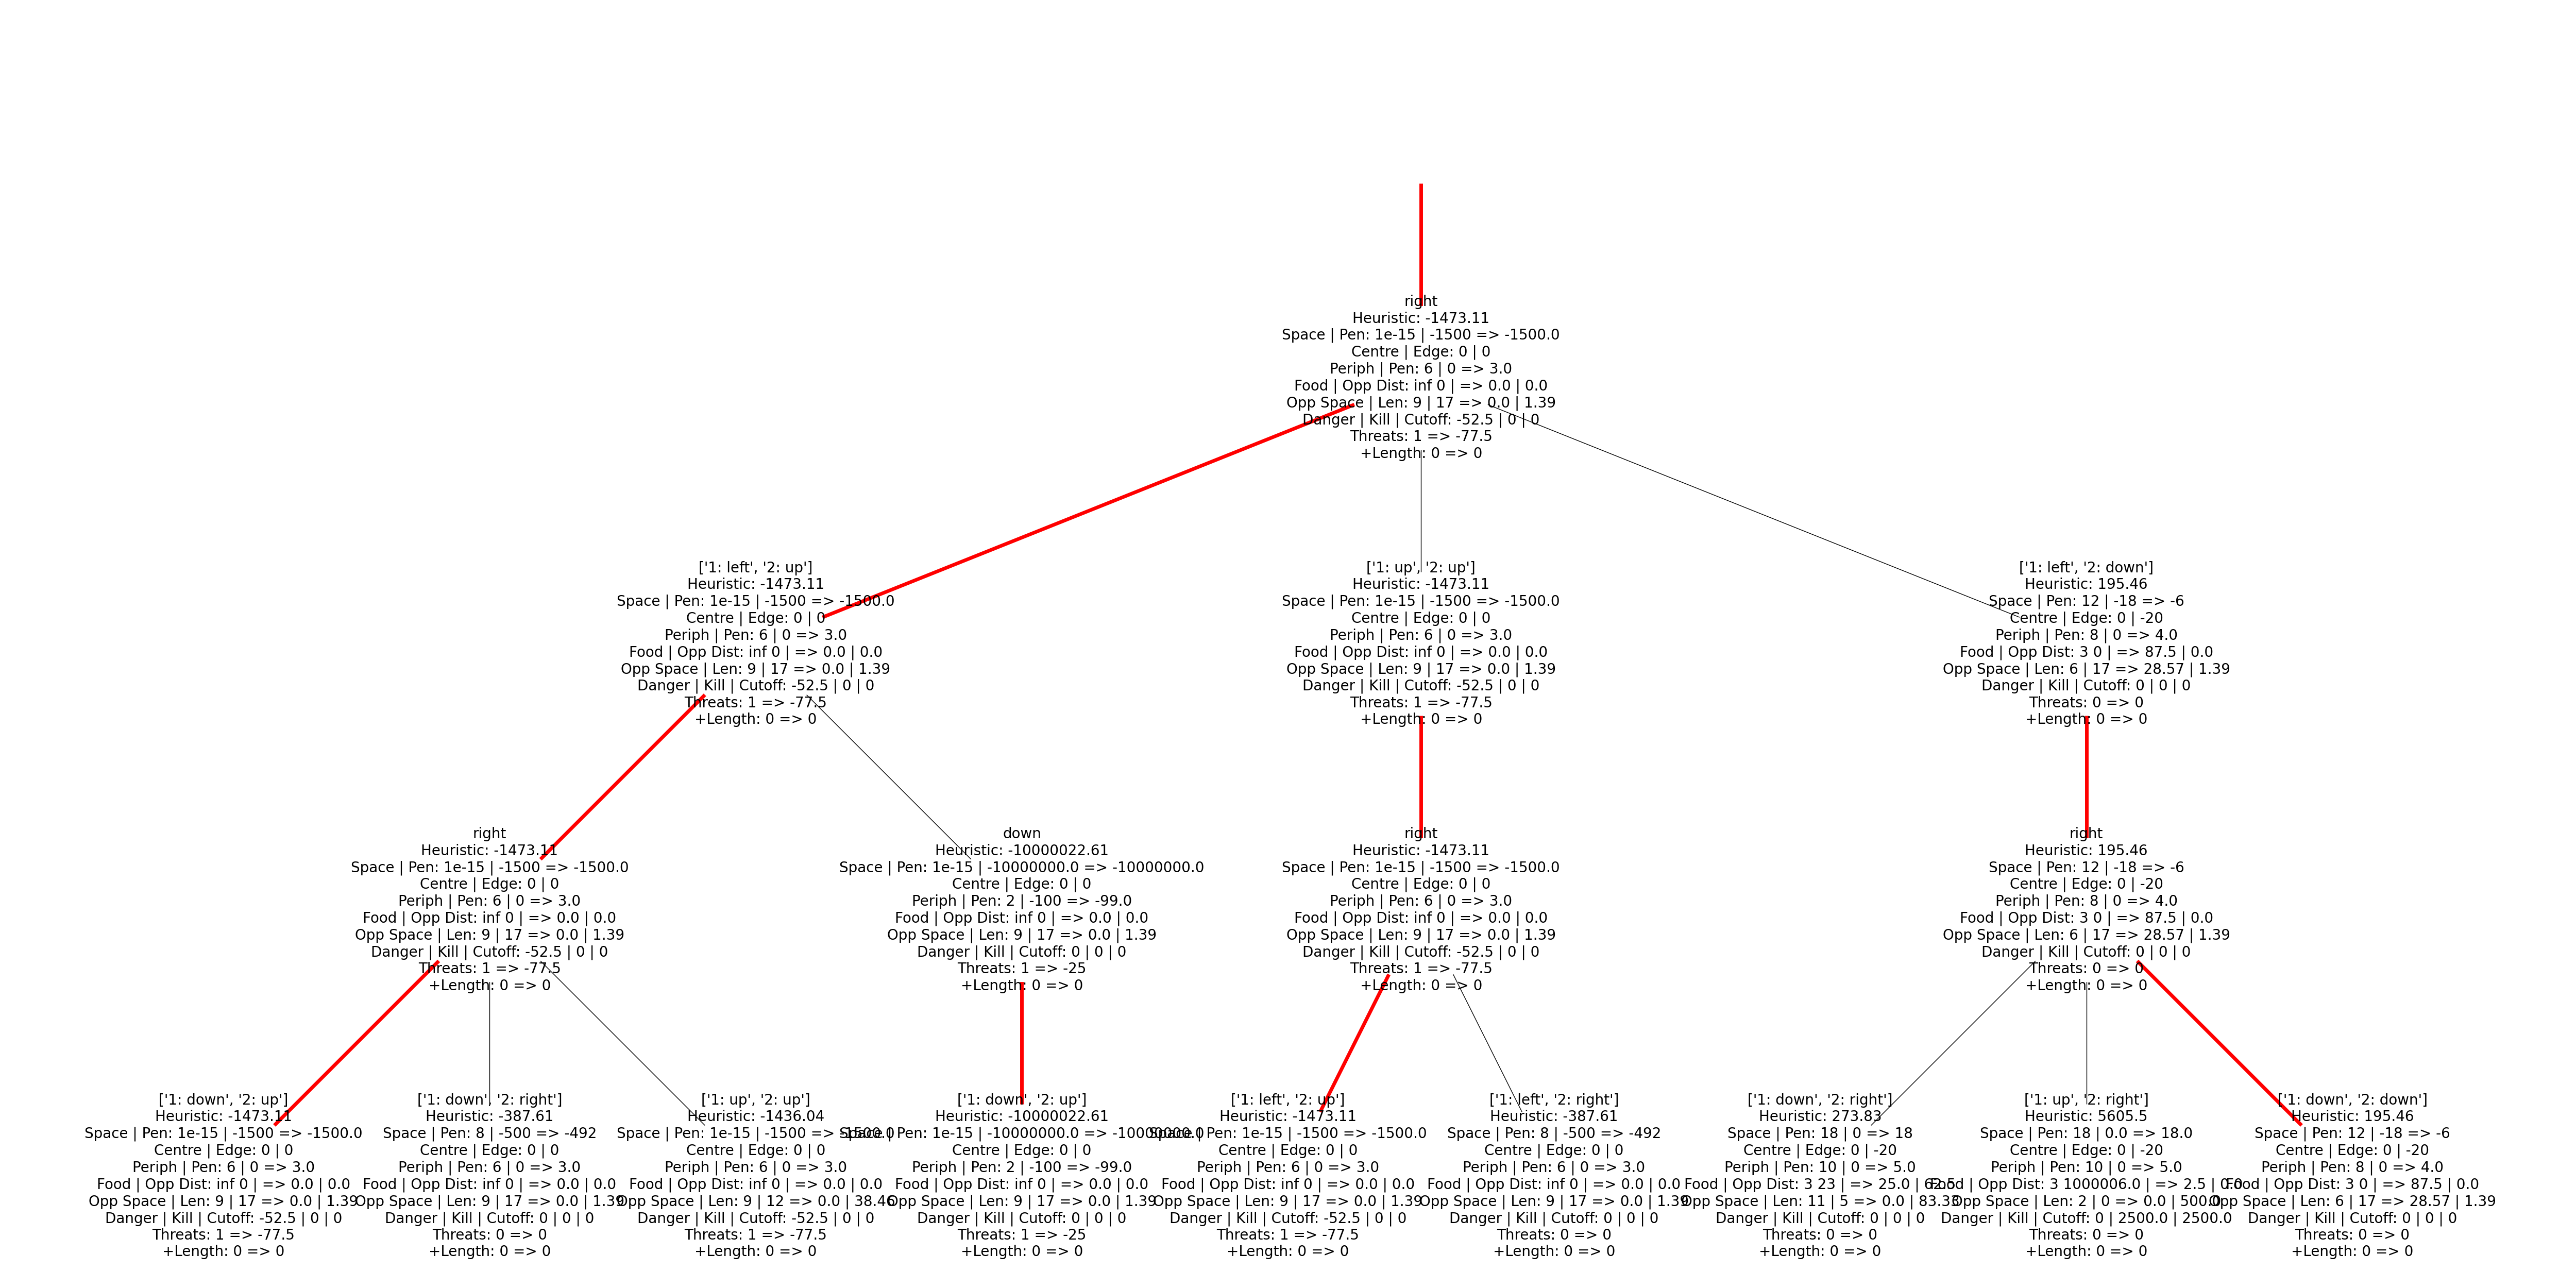 right
Heuristic: -1473.11
Space | Pen: 1e-15 | -1500 => -1500.0
Centre | Edge: 0 | 0
Periph | Pen: 6 | 0 => 3.0
Food | Opp Dist: inf 0 | => 0.0 | 0.0
Opp Space | Len: 9 | 17 => 0.0 | 1.39
Danger | Kill | Cutoff: -52.5 | 0 | 0
Threats: 1 => -77.5
+Length: 0 => 0
['1: left', '2: up']
Heuristic: -1473.11
Space | Pen: 1e-15 | -1500 => -1500.0
Centre | Edge: 0 | 0
Periph | Pen: 6 | 0 => 3.0
Food | Opp Dist: inf 0 | => 0.0 | 0.0
Opp Space | Len: 9 | 17 => 0.0 | 1.39
Danger | Kill | Cutoff: -52.5 | 0 | 0
Threats: 1 => -77.5
+Length: 0 => 0
['1: up', '2: up']
Heuristic: -1473.11
Space | Pen: 1e-15 | -1500 => -1500.0
Centre | Edge: 0 | 0
Periph | Pen: 6 | 0 => 3.0
Food | Opp Dist: inf 0 | => 0.0 | 0.0
Opp Space | Len: 9 | 17 => 0.0 | 1.39
Danger | Kill | Cutoff: -52.5 | 0 | 0
Threats: 1 => -77.5
+Length: 0 => 0
['1: left', '2: down']
Heuristic: 195.46
Space | Pen: 12 | -18 => -6
Centre | Edge: 0 | -20
Periph | Pen: 8 | 0 => 4.0
Food | Opp Dist: 3 0 | => 87.5 | 0.0
Opp Space | Len: 6 | 17 => 28.57 | 1.39
Danger | Kill | Cutoff: 0 | 0 | 0
Threats: 0 => 0
+Length: 0 => 0
right
Heuristic: -1473.11
Space | Pen: 1e-15 | -1500 => -1500.0
Centre | Edge: 0 | 0
Periph | Pen: 6 | 0 => 3.0
Food | Opp Dist: inf 0 | => 0.0 | 0.0
Opp Space | Len: 9 | 17 => 0.0 | 1.39
Danger | Kill | Cutoff: -52.5 | 0 | 0
Threats: 1 => -77.5
+Length: 0 => 0
down
Heuristic: -10000022.61
Space | Pen: 1e-15 | -10000000.0 => -10000000.0
Centre | Edge: 0 | 0
Periph | Pen: 2 | -100 => -99.0
Food | Opp Dist: inf 0 | => 0.0 | 0.0
Opp Space | Len: 9 | 17 => 0.0 | 1.39
Danger | Kill | Cutoff: 0 | 0 | 0
Threats: 1 => -25
+Length: 0 => 0
right
Heuristic: -1473.11
Space | Pen: 1e-15 | -1500 => -1500.0
Centre | Edge: 0 | 0
Periph | Pen: 6 | 0 => 3.0
Food | Opp Dist: inf 0 | => 0.0 | 0.0
Opp Space | Len: 9 | 17 => 0.0 | 1.39
Danger | Kill | Cutoff: -52.5 | 0 | 0
Threats: 1 => -77.5
+Length: 0 => 0
right
Heuristic: 195.46
Space | Pen: 12 | -18 => -6
Centre | Edge: 0 | -20
Periph | Pen: 8 | 0 => 4.0
Food | Opp Dist: 3 0 | => 87.5 | 0.0
Opp Space | Len: 6 | 17 => 28.57 | 1.39
Danger | Kill | Cutoff: 0 | 0 | 0
Threats: 0 => 0
+Length: 0 => 0
['1: down', '2: up']
Heuristic: -1473.11
Space | Pen: 1e-15 | -1500 => -1500.0
Centre | Edge: 0 | 0
Periph | Pen: 6 | 0 => 3.0
Food | Opp Dist: inf 0 | => 0.0 | 0.0
Opp Space | Len: 9 | 17 => 0.0 | 1.39
Danger | Kill | Cutoff: -52.5 | 0 | 0
Threats: 1 => -77.5
+Length: 0 => 0
['1: down', '2: right']
Heuristic: -387.61
Space | Pen: 8 | -500 => -492
Centre | Edge: 0 | 0
Periph | Pen: 6 | 0 => 3.0
Food | Opp Dist: inf 0 | => 0.0 | 0.0
Opp Space | Len: 9 | 17 => 0.0 | 1.39
Danger | Kill | Cutoff: 0 | 0 | 0
Threats: 0 => 0
+Length: 0 => 0
['1: up', '2: up']
Heuristic: -1436.04
Space | Pen: 1e-15 | -1500 => -1500.0
Centre | Edge: 0 | 0
Periph | Pen: 6 | 0 => 3.0
Food | Opp Dist: inf 0 | => 0.0 | 0.0
Opp Space | Len: 9 | 12 => 0.0 | 38.46
Danger | Kill | Cutoff: -52.5 | 0 | 0
Threats: 1 => -77.5
+Length: 0 => 0
['1: down', '2: up']
Heuristic: -10000022.61
Space | Pen: 1e-15 | -10000000.0 => -10000000.0
Centre | Edge: 0 | 0
Periph | Pen: 2 | -100 => -99.0
Food | Opp Dist: inf 0 | => 0.0 | 0.0
Opp Space | Len: 9 | 17 => 0.0 | 1.39
Danger | Kill | Cutoff: 0 | 0 | 0
Threats: 1 => -25
+Length: 0 => 0
['1: left', '2: up']
Heuristic: -1473.11
Space | Pen: 1e-15 | -1500 => -1500.0
Centre | Edge: 0 | 0
Periph | Pen: 6 | 0 => 3.0
Food | Opp Dist: inf 0 | => 0.0 | 0.0
Opp Space | Len: 9 | 17 => 0.0 | 1.39
Danger | Kill | Cutoff: -52.5 | 0 | 0
Threats: 1 => -77.5
+Length: 0 => 0
['1: left', '2: right']
Heuristic: -387.61
Space | Pen: 8 | -500 => -492
Centre | Edge: 0 | 0
Periph | Pen: 6 | 0 => 3.0
Food | Opp Dist: inf 0 | => 0.0 | 0.0
Opp Space | Len: 9 | 17 => 0.0 | 1.39
Danger | Kill | Cutoff: 0 | 0 | 0
Threats: 0 => 0
+Length: 0 => 0
['1: down', '2: right']
Heuristic: 273.83
Space | Pen: 18 | 0 => 18
Centre | Edge: 0 | -20
Periph | Pen: 10 | 0 => 5.0
Food | Opp Dist: 3 23 | => 25.0 | 62.5
Opp Space | Len: 11 | 5 => 0.0 | 83.33
Danger | Kill | Cutoff: 0 | 0 | 0
Threats: 0 => 0
+Length: 0 => 0
['1: up', '2: right']
Heuristic: 5605.5
Space | Pen: 18 | 0.0 => 18.0
Centre | Edge: 0 | -20
Periph | Pen: 10 | 0 => 5.0
Food | Opp Dist: 3 1000006.0 | => 2.5 | 0.0
Opp Space | Len: 2 | 0 => 0.0 | 500.0
Danger | Kill | Cutoff: 0 | 2500.0 | 2500.0
Threats: 0 => 0
+Length: 0 => 0
['1: down', '2: down']
Heuristic: 195.46
Space | Pen: 12 | -18 => -6
Centre | Edge: 0 | -20
Periph | Pen: 8 | 0 => 4.0
Food | Opp Dist: 3 0 | => 87.5 | 0.0
Opp Space | Len: 6 | 17 => 28.57 | 1.39
Danger | Kill | Cutoff: 0 | 0 | 0
Threats: 0 => 0
+Length: 0 => 0